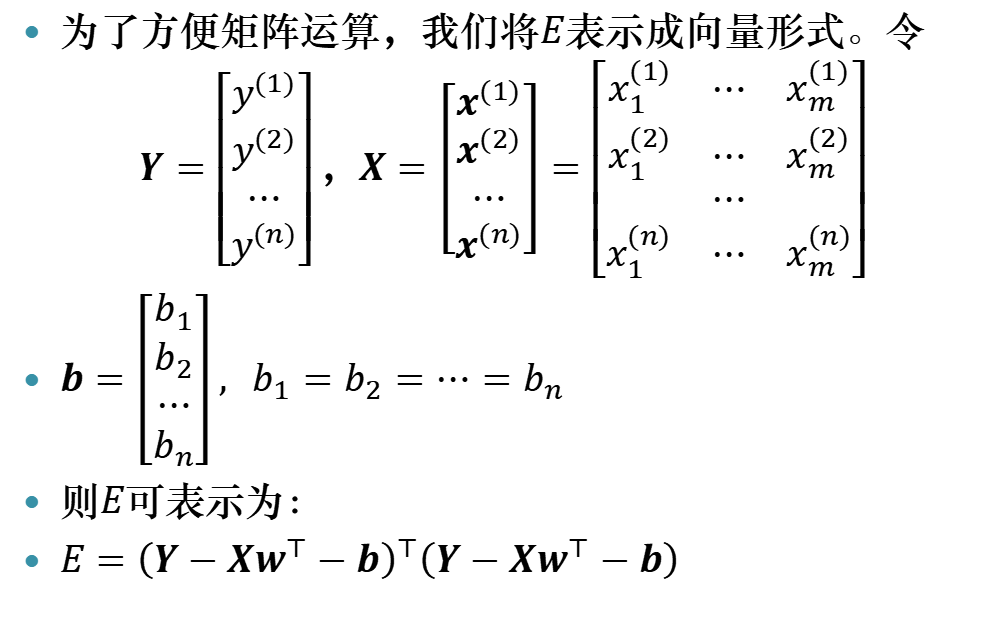 • 为了方便矩阵运算，我们将E表示成向量形式。令
Y = [y^(1) y^(2) ⋯ y^(n)], X = [x^(1) x^(2) ⋯ x^(n)] = [x_1^(1) ⋯ x_m^(1) x_1^(2) ⋯ x_m^(2) ⋯ x_1^(n) ⋯ x_m^(n)]
• b = [b_1 b_2 ⋯ b_n], b_1 = b_2 = ⋯ = b_n
• 则E可表示为：
• E = (Y − Xw^⊤ − b)^⊤(Y − Xw^⊤ − b)